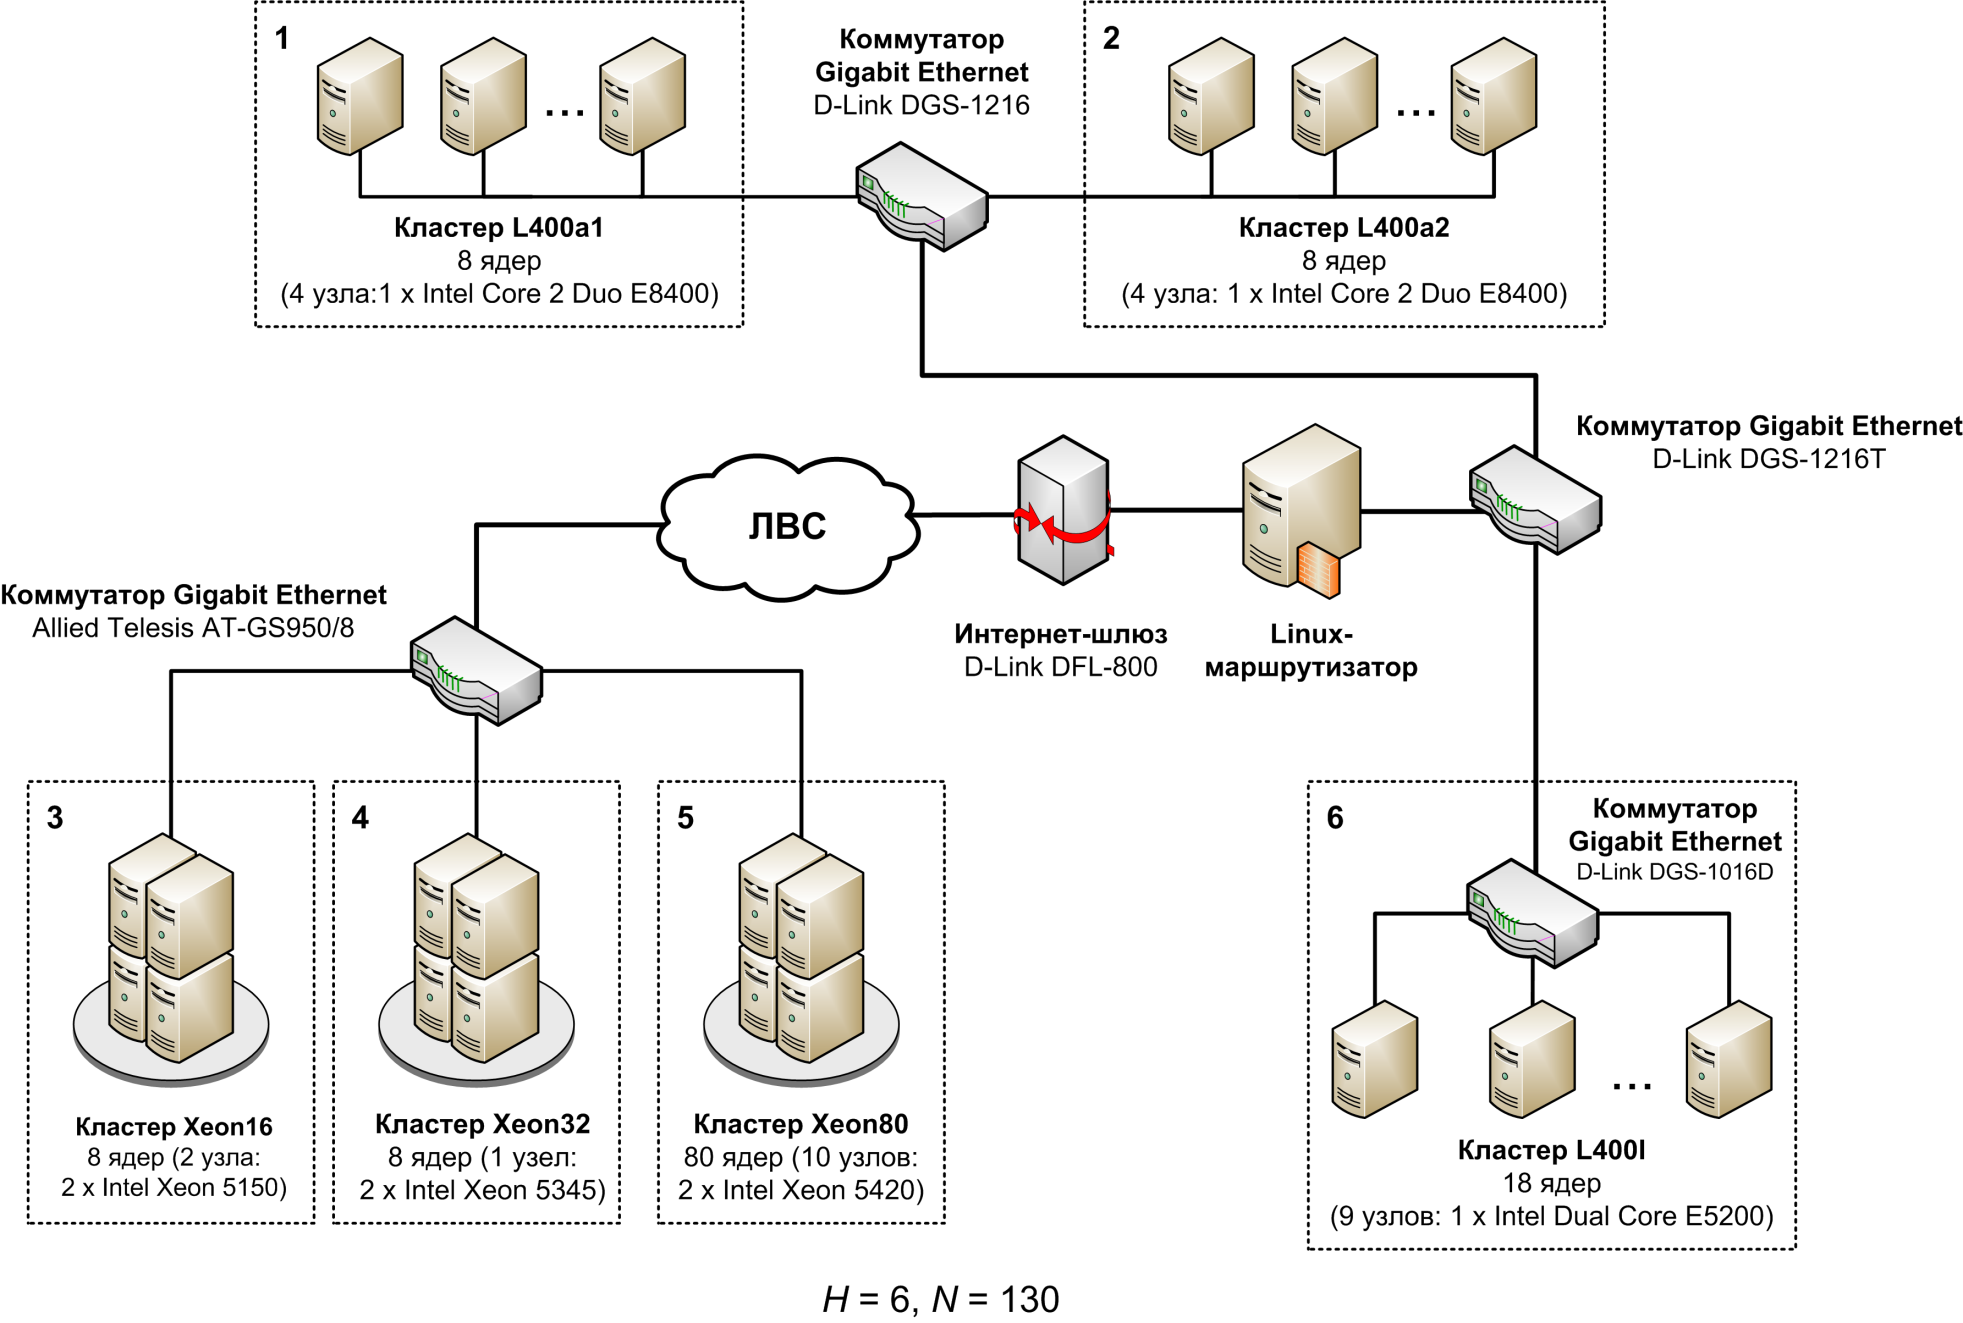 1
Кластер L400a1
8 ядер
(4 узла:1 x Intel Core 2 Duo E8400)
Коммутатор
Gigabit Ethernet
D-Link DGS-1216
2
Кластер L400a2
8 ядер
(4 узла: 1 x Intel Core 2 Duo E8400)
Коммутатор Gigabit Ethernet
D-Link DGS-1216T
ЛВС
Интернет-шлюз
D-Link DFL-800
Linux-
маршрутизатор
Коммутатор Gigabit Ethernet
Allied Telesis AT-GS950/8
3
Кластер Xeon16
8 ядер (2 узла:
2 x Intel Xeon 5150)
4
Кластер Xeon32
8 ядер (1 узел:
2 x Intel Xeon 5345)
5
Кластер Xeon80
80 ядер (10 узлов:
2 x Intel Xeon 5420)
6
Коммутатор
Gigabit Ethernet
D-Link DGS-1016D
Кластер L400l
18 ядер
(9 узлов: 1 x Intel Dual Core E5200)
H = 6, N = 130